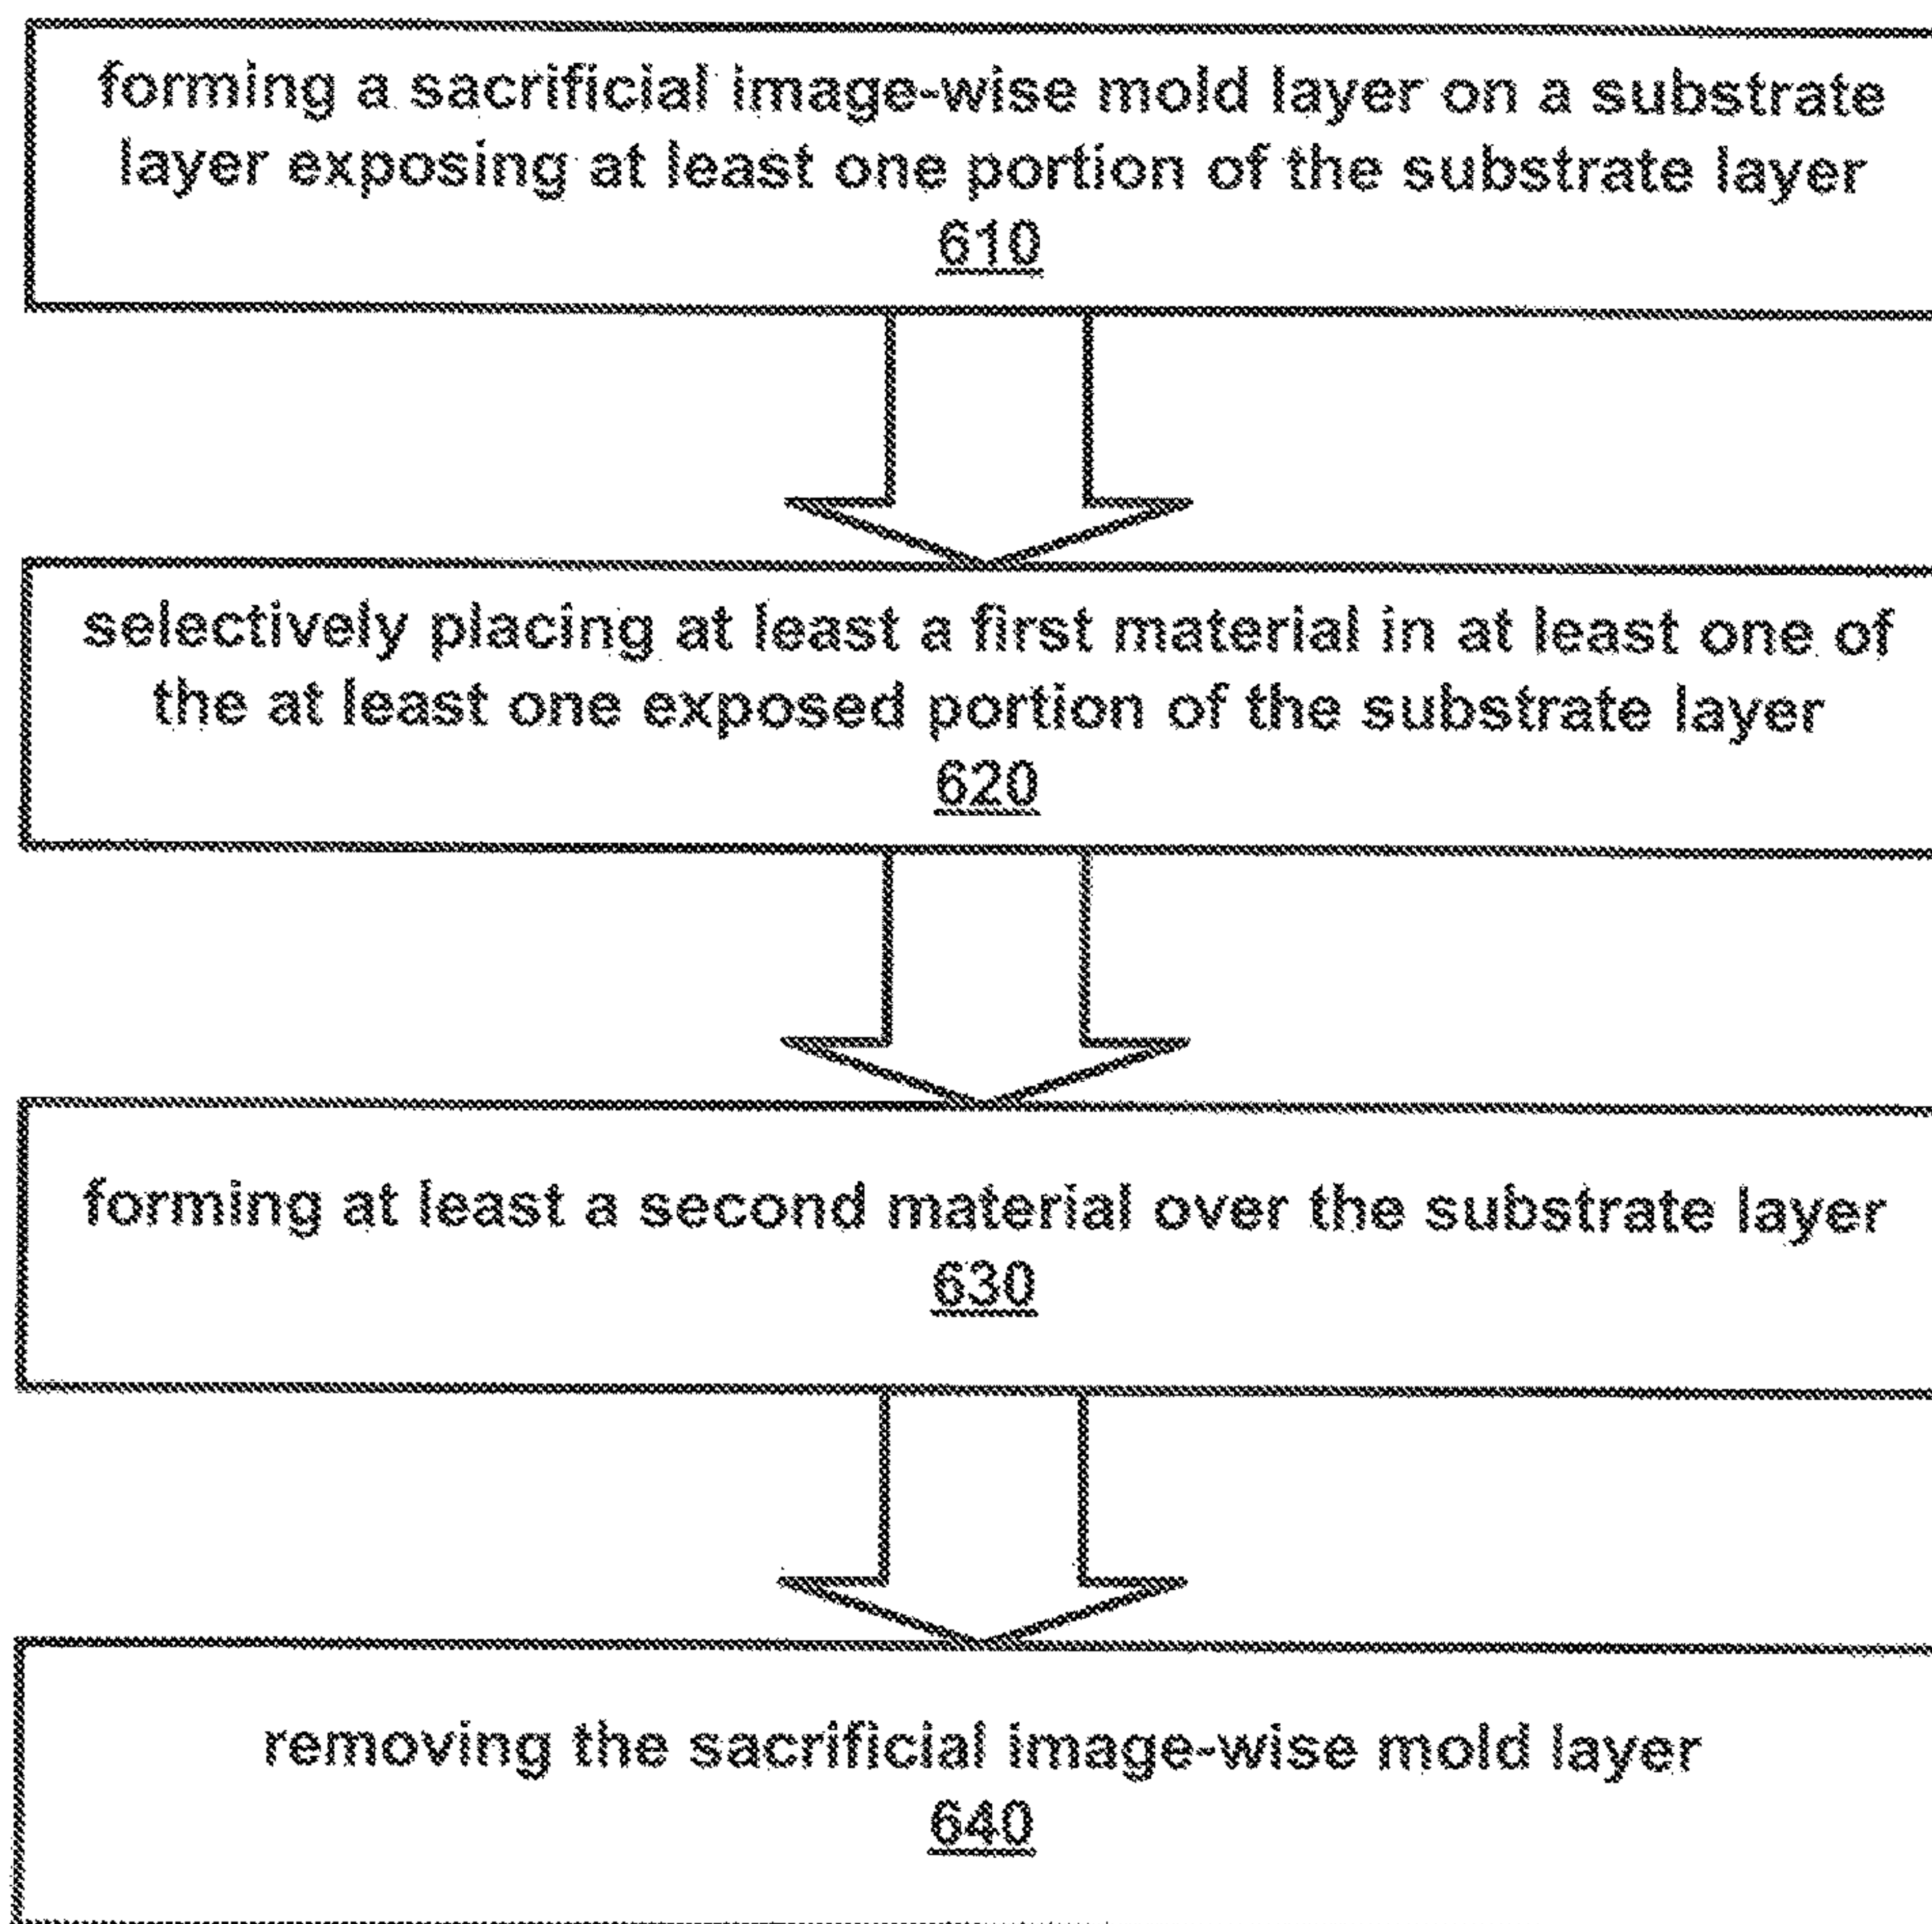 forming a sacrificial image-wise mold layer on a substrate
layer exposing at least one portion of the substrate layer
610
selectively placing at least a first material in at least one of
the at least one exposed portion of the substrate layer
620
forming at least a second material over the substrate layer
630
removing the sacrificial image-wise mold layer
640